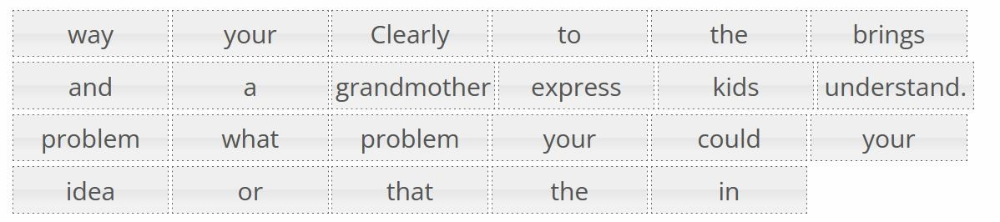 way your Clearly to the brings
and a grandmother express kids understand.
problem what problem your could your
idea or that the in